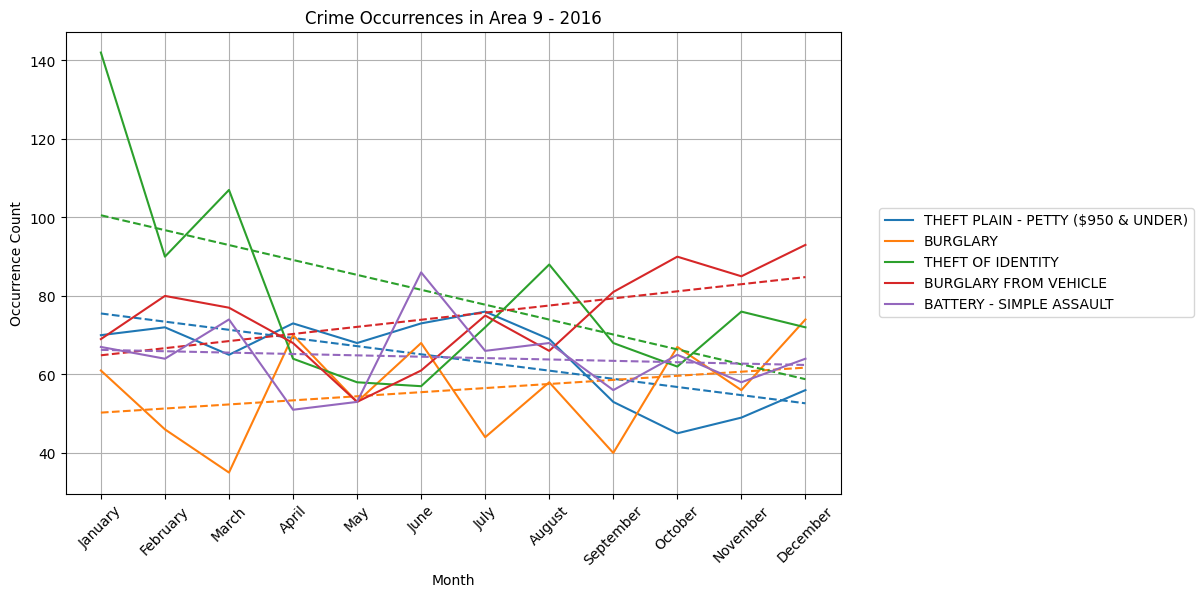 Crime Occurrences in Area 9 - 2016
Occurrence Count
140
120
100
80
60
40
January
February
March
April
May
June
July
August
September
October
November
December
Month
THEFT PLAIN - PETTY ($950 & UNDER)
BURGLARY
THEFT OF IDENTITY
BURGLARY FROM VEHICLE
BATTERY - SIMPLE ASSAULT